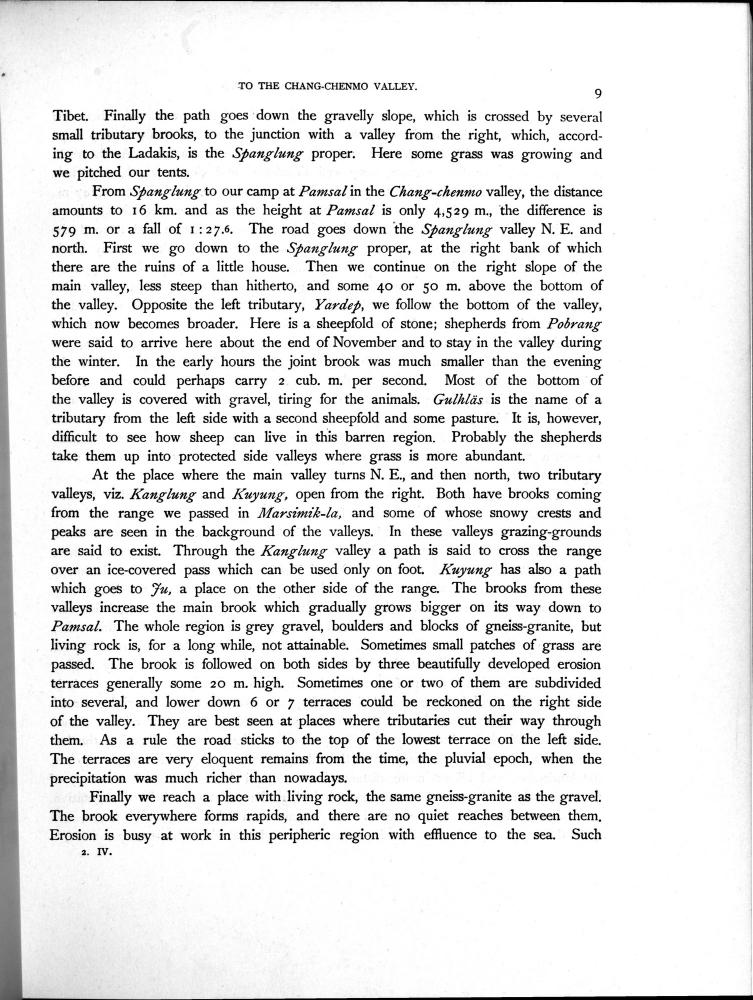 TO THE CHANG-CHENMO VALLEY.
9
Tibet. Finally the path goes down the gravelly slope, which is crossed by several
small tributary brooks, to the junction with a valley from the right, which, accord-
ing to the Ladakis, is the Spanglung proper. Here some grass was growing and
we pitched our tents.
From Spanglung to our camp at Pamsal in the Chang-chenmo valley, the distance
amounts to 16 km. and as the height at Pamsal is only 4,529 m., the difference is
579 m. or a fall of 1:27.6. The road goes down the Spanglung valley N. E. and
north. First we go down to the Spanglung proper, at the right bank of which
there are the ruins of a little house. Then we continue on the right slope of the
main valley, less steep than hitherto, and some 40 or 50 m. above the bottom of
the valley. Opposite the left tributary, Yardep, we follow the bottom of the valley,
which now becomes broader. Here is a sheepfold of stone; shepherds from Pobrang
were said to arrive here about the end of November and to stay in the valley during
the winter. In the early hours the joint brook was much smaller than the evening
before and could perhaps carry 2 cub. m. per second. Most of the bottom of
the valley is covered with gravel, tiring for the animals. Gulhläs is the name of a
tributary from the left side with a second sheepfold and some pasture. It is, however,
difficult to see how sheep can live in this barren region. Probably the shepherds
take them up into protected side valleys where grass is more abundant.
At the place where the main valley turns N. E., and then north, two tributary
valleys, viz. Kanglung and Kuyung, open from the right. Both have brooks coming
from the range we passed in Marsimik-la, and some of whose snowy crests and
peaks are seen in the background of the valleys. In these valleys grazing-grounds
are said to exist. Through the Kanglung valley a path is said to cross the range
over an ice-covered pass which can be used only on foot. Kuyung has also a path
which goes to Ju, a place on the other side of the range. The brooks from these
valleys increase the main brook which gradually grows bigger on its way down to
Pamsal. The whole region is grey gravel, boulders and blocks of gneiss-granite, but
living rock is, for a long while, not attainable. Sometimes small patches of grass are
passed. The brook is followed on both sides by three beautifully developed erosion
terraces generally some 20 m. high. Sometimes one or two of them are subdivided
into several, and lower down 6 or 7 terraces could be reckoned on the right side
of the valley. They are best seen at places where tributaries cut their way through
them. As a rule the road sticks to the top of the lowest terrace on the left side.
The terraces are very eloquent remains from the time, the pluvial epoch, when the
precipitation was much richer than nowadays.
Finally we reach a place with living rock, the same gneiss-granite as the gravel.
The brook everywhere forms rapids, and there are no quiet reaches between them.
Erosion is busy at work in this peripheric region with effluence to the sea. Such
2. IV.